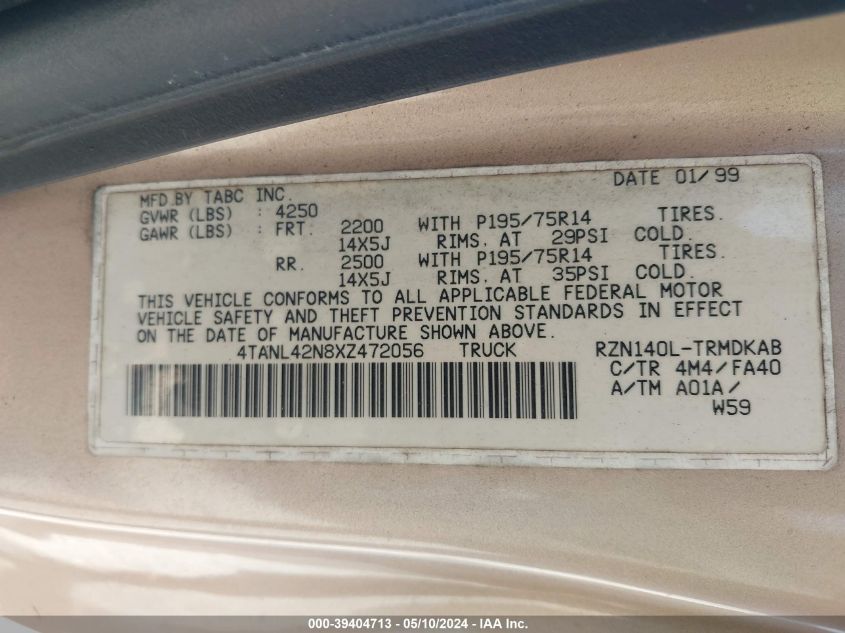 MFD.BY TABC INC. DATE 01/99
GVWR (LBS) : 4250
GAWR (LBS) : FRT. 2200 WITH P195/75R14 TIRES.
14X5J RIMS. AT 29PSI COLD.
RR. 2500 WITH P195/75R14 TIRES.
14X5J RIMS. AT 35PSI COLD.
THIS VEHICLE CONFORMS TO ALL APPLICABLE FEDERAL MOTOR
VEHICLE SAFETY AND THEFT PREVENTION STANDARDS IN EFFECT
ON THE DATE OF MANUFACTURE SHOWN ABOVE.
4TANL42N8XZ472056 TRUCK RZN140L-TRMDKAB
C/TR 4M4/FA40
A/TM A01A/
W59
000-39404713 - 05/10/2024 - IAA Inc.